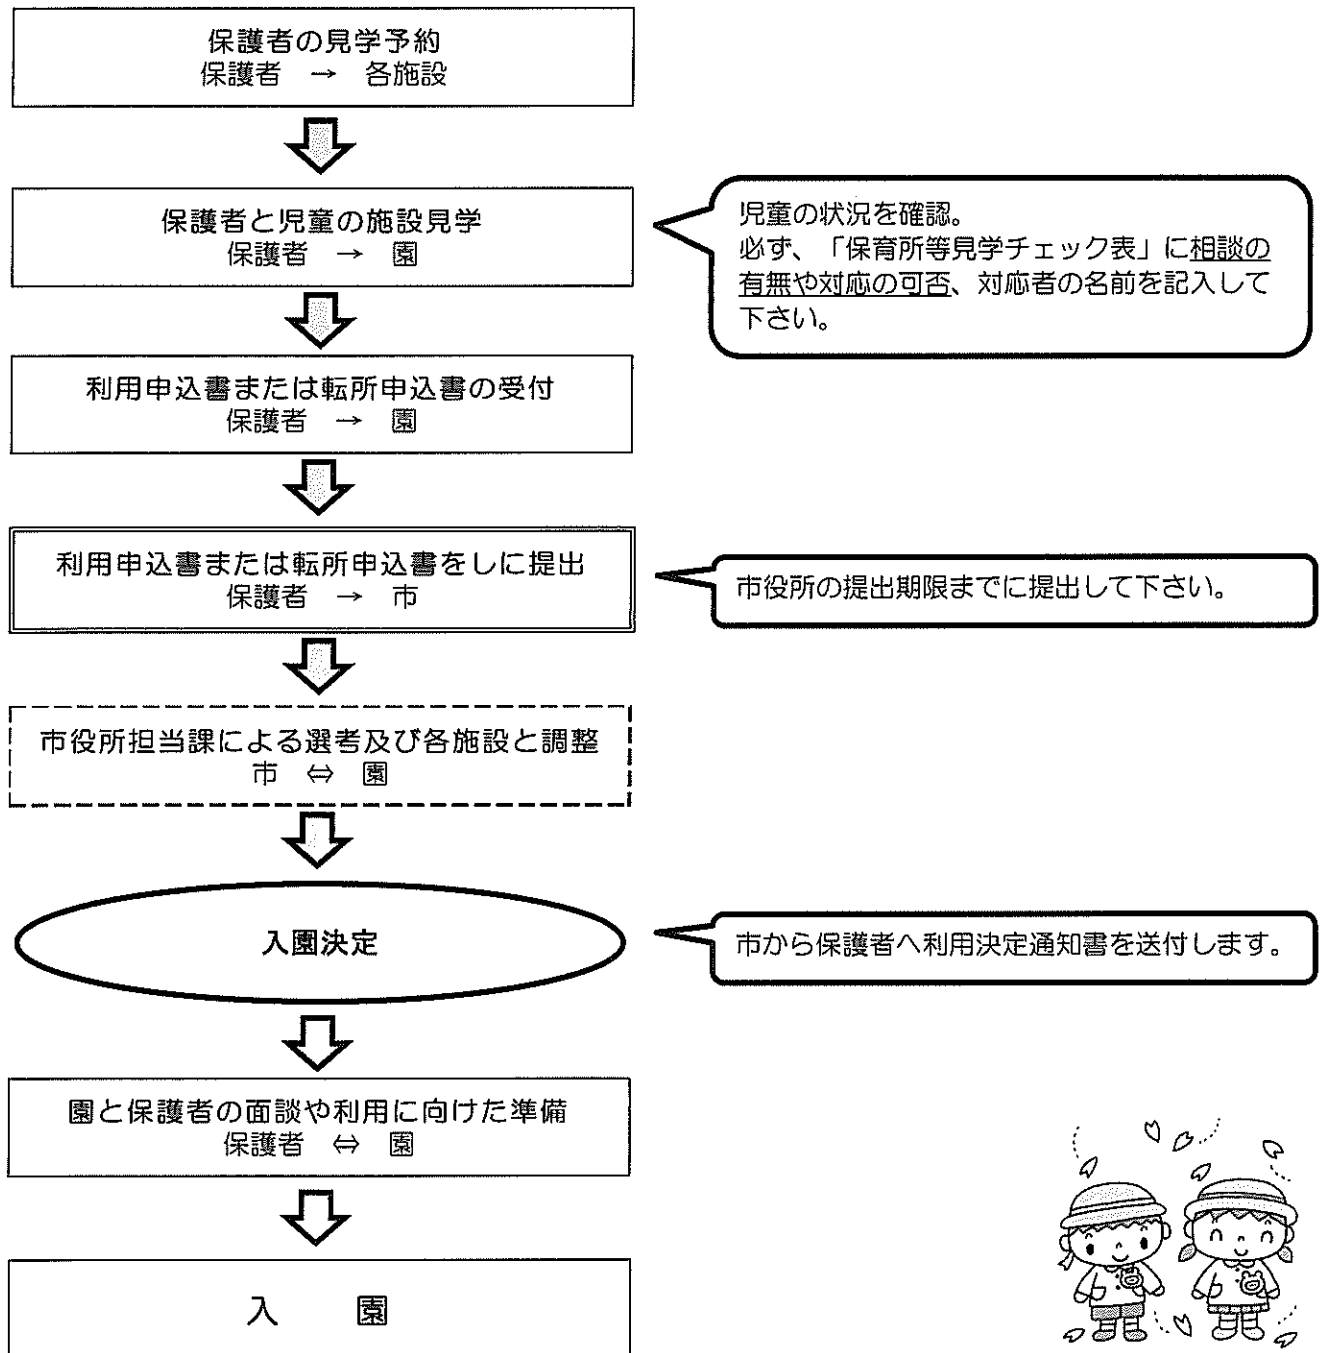 保護者の見学予約
保護者 → 各施設
保護者と児童の施設見学
保護者 → 園
児童の状況を確認。
必ず、「保育所等見学チェック表」に相談の
有無や対応の可否、対応者の名前を記入して
下さい。
利用申込書または転所申込書の受付
保護者 → 園
利用申込書または転所申込書をしに提出
保護者 → 市
市役所の提出期限までに提出して下さい。
市役所担当課による選考及び各施設と調整
市 ⇔ 園
入園決定
市から保護者へ利用決定通知書を送付します。
園と保護者の面談や利用に向けた準備
保護者 ⇔ 園
入 園